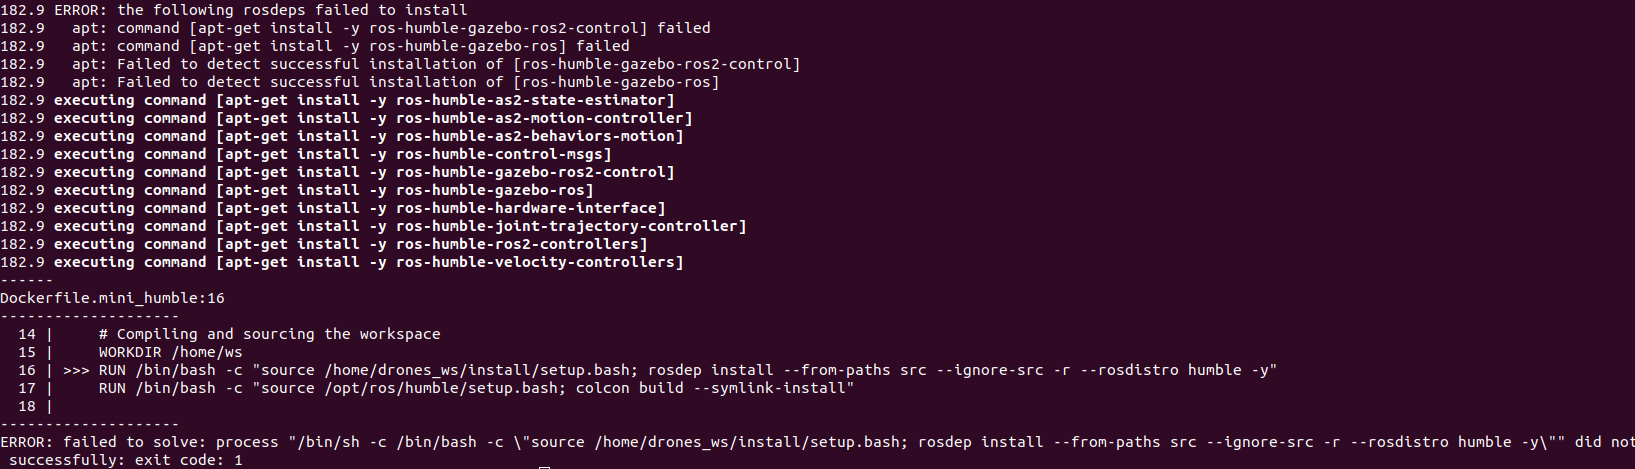 182.9 ERROR: the following rosdeps failed to install
182.9   apt: command [apt-get install -y ros-humble-gazebo-ros2-control] failed
182.9   apt: command [apt-get install -y ros-humble-gazebo-ros] failed
182.9   apt: Failed to detect successful installation of [ros-humble-gazebo-ros2-control]
182.9   apt: Failed to detect successful installation of [ros-humble-gazebo-ros]
182.9 executing command [apt-get install -y ros-humble-as2-state-estimator]
182.9 executing command [apt-get install -y ros-humble-as2-motion-controller]
182.9 executing command [apt-get install -y ros-humble-as2-behaviors-motion]
182.9 executing command [apt-get install -y ros-humble-control-msgs]
182.9 executing command [apt-get install -y ros-humble-gazebo-ros2-control]
182.9 executing command [apt-get install -y ros-humble-gazebo-ros]
182.9 executing command [apt-get install -y ros-humble-hardware-interface]
182.9 executing command [apt-get install -y ros-humble-joint-trajectory-controller]
182.9 executing command [apt-get install -y ros-humble-ros2-controllers]
182.9 executing command [apt-get install -y ros-humble-velocity-controllers]
------
Dockerfile.mini_humble:16
--------------------
  14 |     # Compiling and sourcing the workspace
  15 |     WORKDIR /home/ws
  16 | >>> RUN /bin/bash -c "source /home/drones_ws/install/setup.bash; rosdep install --from-paths src --ignore-src -r --rosdistro humble -y"
  17 |     RUN /bin/bash -c "source /opt/ros/humble/setup.bash; colcon build --symlink-install"
  18 |
--------------------
ERROR: failed to solve: process "/bin/sh -c /bin/bash -c \"source /home/drones_ws/install/setup.bash; rosdep install --from-paths src --ignore-src -r --rosdistro humble -y\"" did not
 successfully: exit code: 1